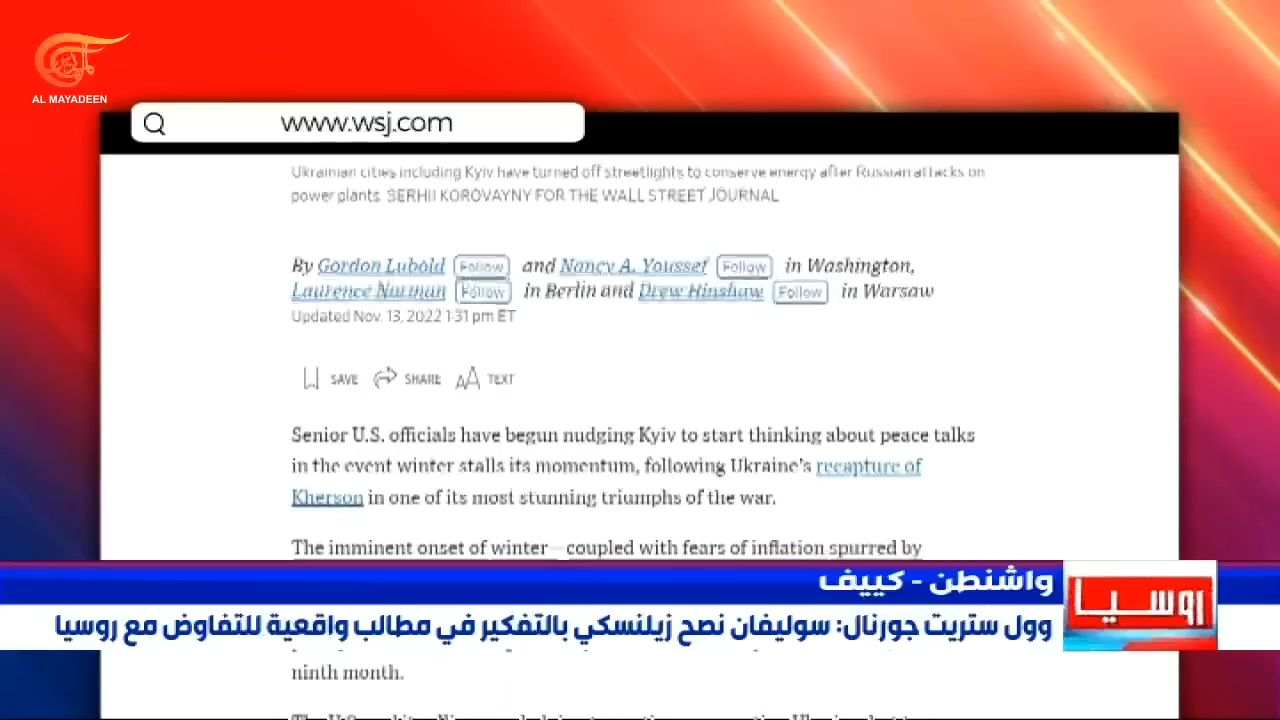 AL MAYADEEN
www.wsj.com
Ukrainian cities including Kyiv have turned off streetlights to conserve energy after Russian attacks on
power plants. SERHII KOROVAYNY FOR THE WALL STREET JOURNAL
By Gordon Lubold Follow and Nancy A. Youssef Follow in Washington,
Laurence Norman Follow in Berlin and Drew Hinshaw Follow in Warsaw
Updated Nov. 13, 2022 1:31 pm ET
SAVE SHARE TEXT
Senior U.S. officials have begun nudging Kyiv to start thinking about peace talks
in the event winter stalls its momentum, following Ukraine’s recapture of
Kherson in one of its most stunning triumphs of the war.
The imminent onset of winter—coupled with fears of inflation spurred by
واشنطن - كييف
روسيا
وول ستريت جورنال: سوليفان نصح زيلنسكي بالتفكير في مطالب واقعية للتفاوض مع روسيا
ninth month.